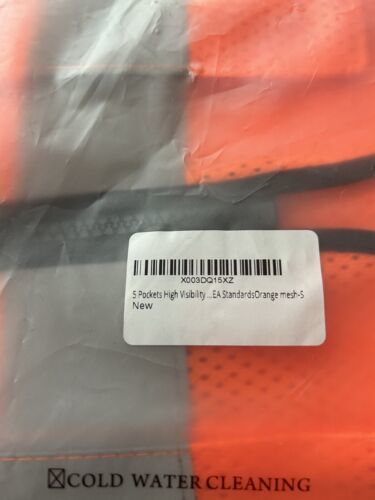 X003DQ15XZ
5 Pockets High Visibility ...EA StandardsOrange mesh-S
New
COLD WATER CLEANING